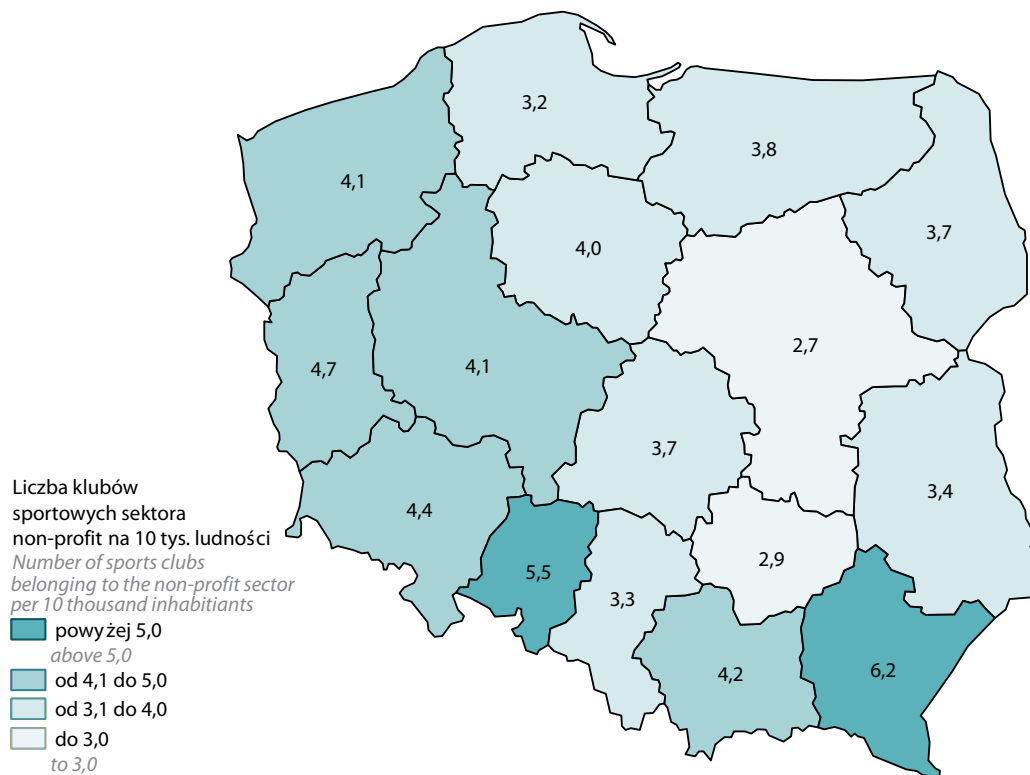 3,2
3,8
4,1
3,7
4,0
2,7
4,7
4,1
3,7
3,4
4,4
2,9
5,5
3,3
4,2
6,2
Liczba klubów
sportowych sektora
non-profit na 10 tys. ludności
Number of sports clubs
belonging to the non-profit sector
per 10 thousand inhabitiants
powyżej 5,0
above 5,0
od 4,1 do 5,0
od 3,1 do 4,0
do 3,0
to 3,0